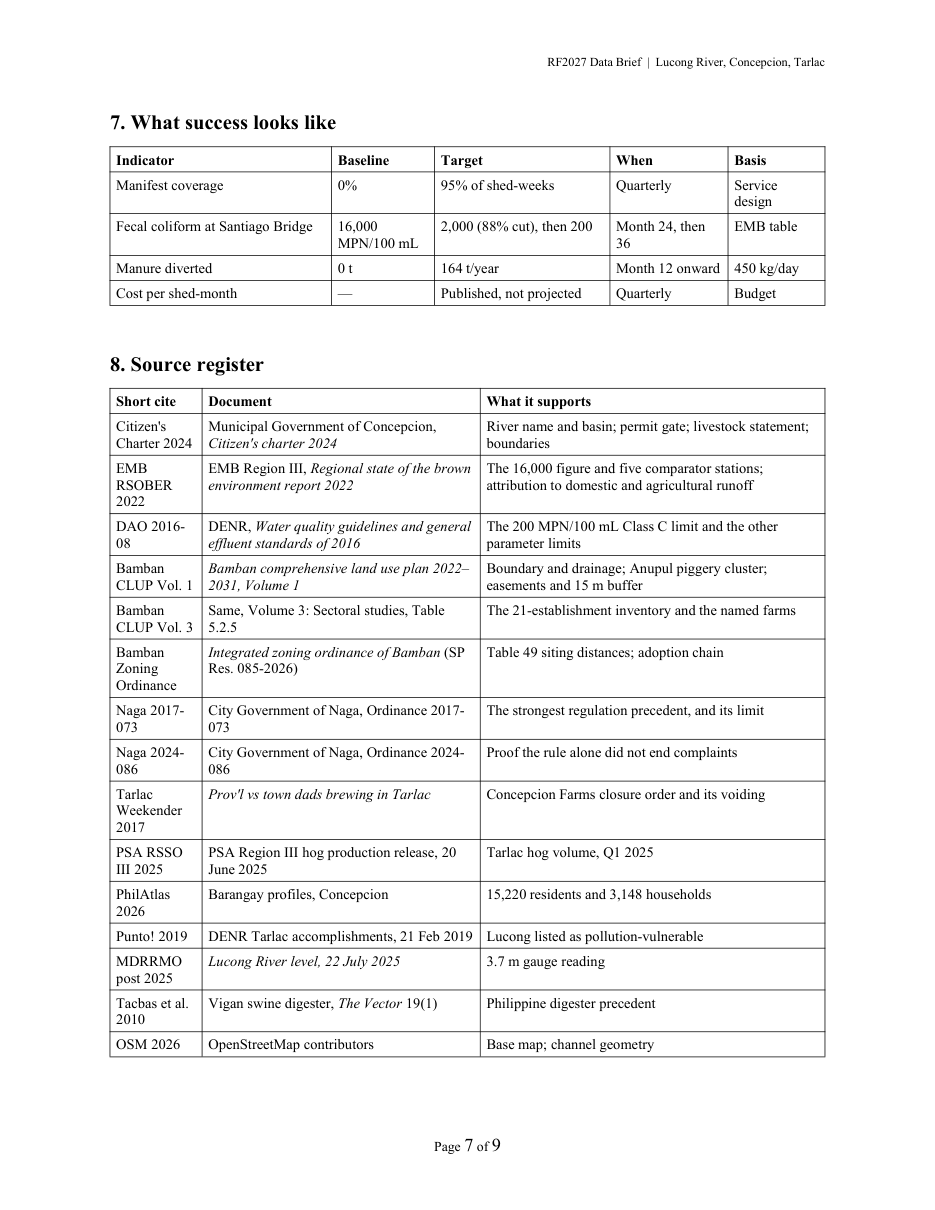 RF2027 Data Brief | Lucong River, Concepcion, Tarlac
7. What success looks like
Indicator Baseline Target When Basis
Manifest coverage 0% 95% of shed-weeks Quarterly Service
design
Fecal coliform at Santiago Bridge 16,000 2,000 (88% cut), then 200 Month 24, then EMB table
MPN/100 mL 36
Manure diverted 0 t 164 t/year Month 12 onward 450 kg/day
Cost per shed-month — Published, not projected Quarterly Budget
8. Source register
Short cite Document What it supports
Citizen's Municipal Government of Concepcion, River name and basin; permit gate; livestock statement;
Charter 2024 Citizen's charter 2024 boundaries
EMB EMB Region III, Regional state of the brown The 16,000 figure and five comparator stations;
RSOBER environment report 2022 attribution to domestic and agricultural runoff
2022
DAO 2016- DENR, Water quality guidelines and general The 200 MPN/100 mL Class C limit and the other
08 effluent standards of 2016 parameter limits
Bamban Bamban comprehensive land use plan 2022– Boundary and drainage; Anupul piggery cluster;
CLUP Vol. 1 2031, Volume 1 easements and 15 m buffer
Bamban Same, Volume 3: Sectoral studies, Table The 21-establishment inventory and the named farms
CLUP Vol. 3 5.2.5
Bamban Integrated zoning ordinance of Bamban (SP Table 49 siting distances; adoption chain
Zoning Res. 085-2026)
Ordinance
Naga 2017- City Government of Naga, Ordinance 2017- The strongest regulation precedent, and its limit
073 073
Naga 2024- City Government of Naga, Ordinance 2024- Proof the rule alone did not end complaints
086 086
Tarlac Prov'l vs town dads brewing in Tarlac Concepcion Farms closure order and its voiding
Weekender
2017
PSA RSSO PSA Region III hog production release, 20 Tarlac hog volume, Q1 2025
III 2025 June 2025
PhilAtlas Barangay profiles, Concepcion 15,220 residents and 3,148 households
2026
Punto! 2019 DENR Tarlac accomplishments, 21 Feb 2019 Lucong listed as pollution-vulnerable
MDRRMO Lucong River level, 22 July 2025 3.7 m gauge reading
post 2025
Tacbas et al. Vigan swine digester, The Vector 19(1) Philippine digester precedent
2010
OSM 2026 OpenStreetMap contributors Base map; channel geometry
Page 7 of 9